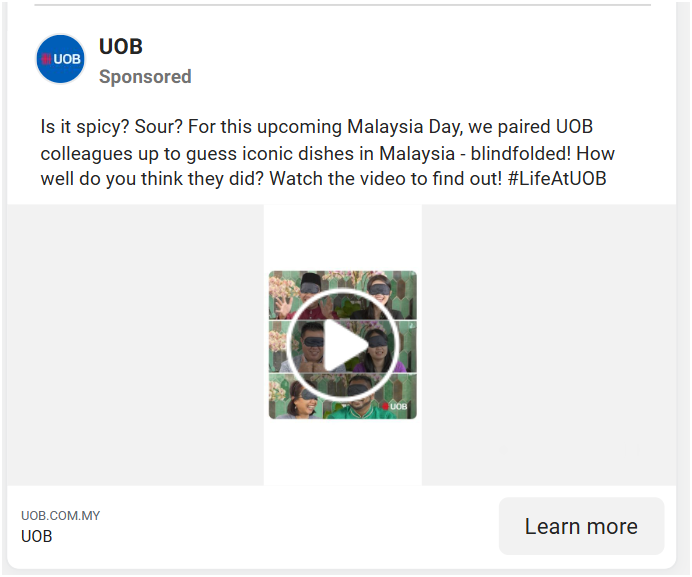 UOB
UOB
Sponsored
Is it spicy? Sour? For this upcoming Malaysia Day, we paired UOB
colleagues up to guess iconic dishes in Malaysia - blindfolded! How
well do you think they did? Watch the video to find out! #LifeAtUOB
UOB
UOB.COM.MY
UOB
Learn more